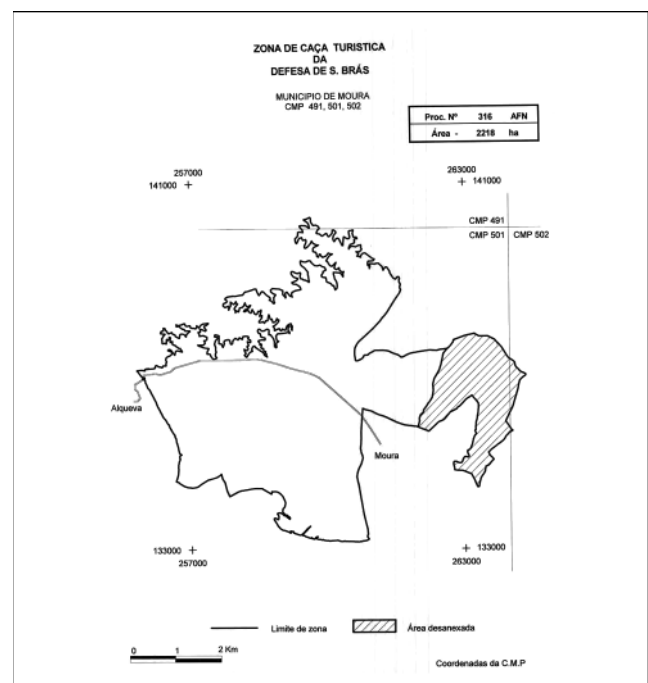 ZONA DE CAÇA TURISTICA
DA
DEFESA DE S. BRÁS
MUNICIPIO DE MOURA
CMP 491, 501, 502
Proc. Nº 316 AFN
Área - 2218 ha
257000
141000
263000
141000
CMP 491
CMP 501 CMP 502
Alqueva
Moura
133000
257000
133000
263000
Limite de zona
Área desanexada
0 1 2 Km
Coordenadas da C.M.P